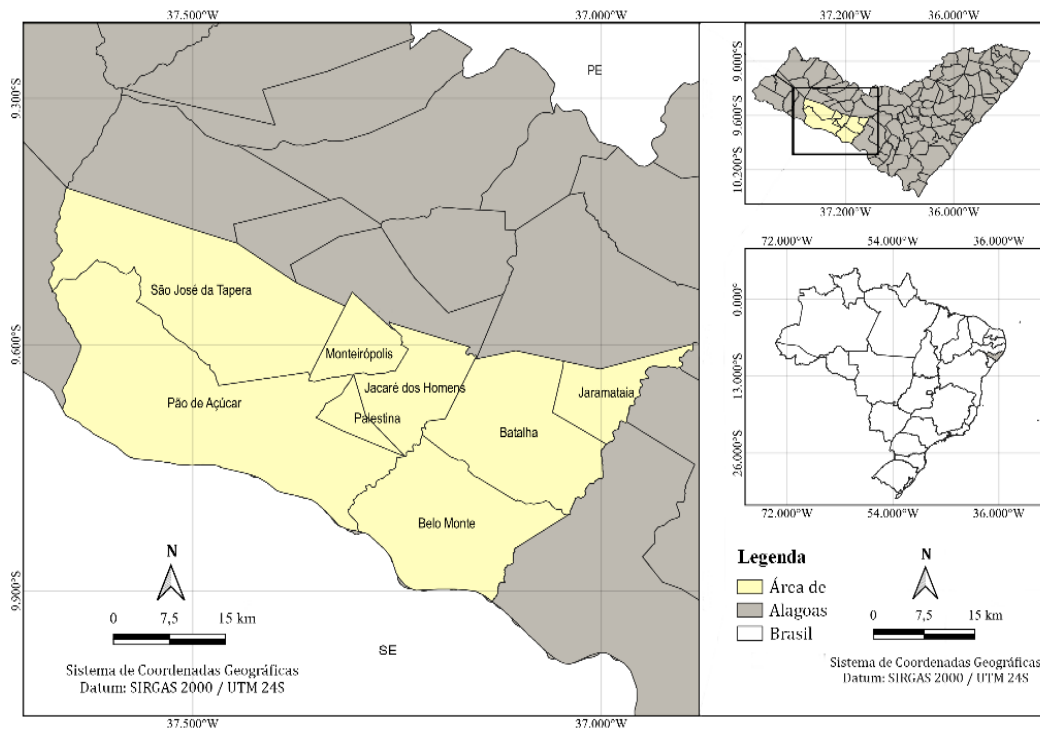 37.500°W
37.000°W
9.300°S
9.600°S
9.900°S
PE
São José da Tapera
Monteirópolis
Jacaré dos Homens
Jaramataia
Pão de Açúcar
Palestina
Batalha
Belo Monte
SE
N
0 7,5 15 km
Sistema de Coordenadas Geográficas
Datum: SIRGAS 2000 / UTM 24S
37.500°W
37.000°W
37.200°W
36.000°W
9.000°S
9.600°S
10.200°S
37.200°W
36.000°W
72.000°W
54.000°W
36.000°W
0.000°
13.000°S
26.000°S
72.000°W
54.000°W
36.000°W
Legenda
Área de
Alagoas
Brasil
N
0 7,5 15 km
Sistema de Coordenadas Geográficas
Datum: SIRGAS 2000 / UTM 24S